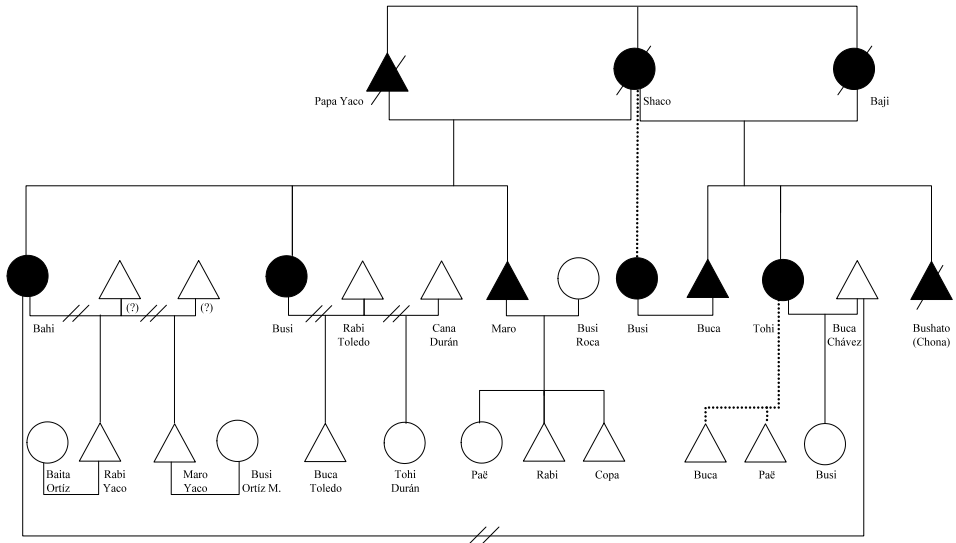 Papa Yaco
Shaco
Baji
(?)
(?)
Bahi
Busi
Rabi
Toledo
Cana
Durán
Maro
Busi
Roca
Busi
Buca
Tohi
Buca
Chávez
Bushato
(Chona)
Baita
Ortíz
Rabi
Yaco
Maro
Yaco
Busi
Ortíz M.
Buca
Toledo
Tohi
Durán
Paë
Rabi
Copa
Buca
Paë
Busi